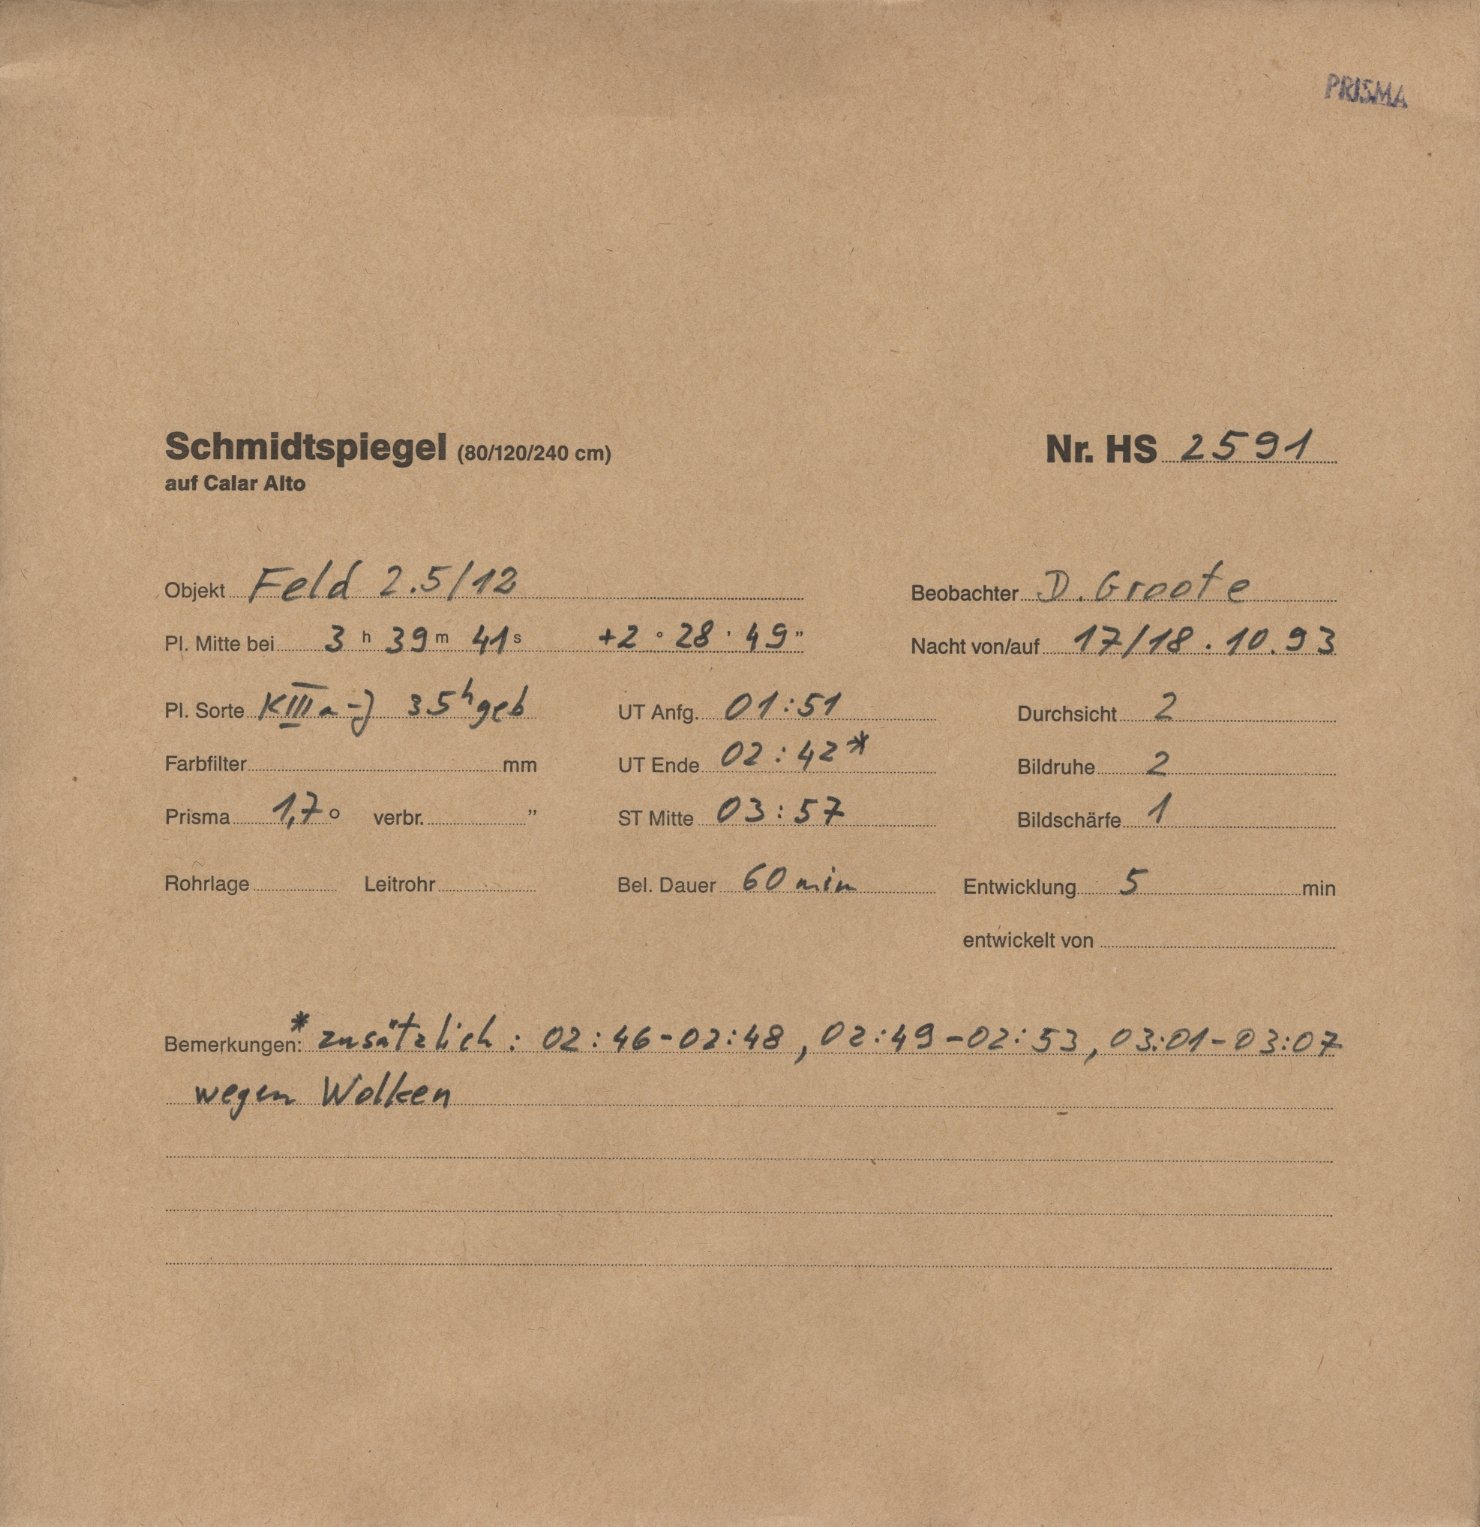 PRISMA
Schmidtspiegel (80/120/240 cm) Nr. HS 2591
auf Calar Alto
Objekt Feld 2.5/12 Beobachter D. Groote
Pl. Mitte bei 3 h 39 m 41 s +2 ° 28 ' 49 " Nacht von/auf 17/18.10.93
Pl. Sorte KIIIa-J 35h geb UT Anfg. 01:51 Durchsicht 2
Farbfilter mm UT Ende 02:42* Bildruhe 2
Prisma 1,7° verbr. " ST Mitte 03:57 Bildschärfe 1
Rohrlage Leitrohr Bel. Dauer 60 min Entwicklung 5 min
entwickelt von
Bemerkungen: * zusätzlich: 02:46-02:48, 02:49-02:53, 03:01-03:07
wegen Wolken